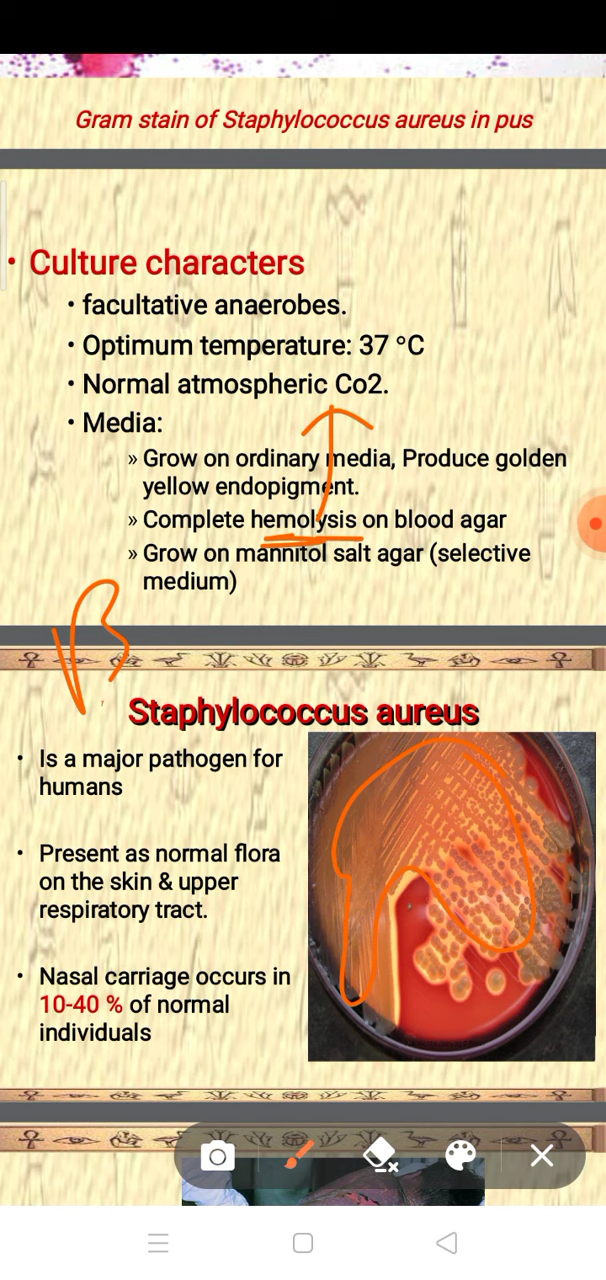 Gram stain of Staphylococcus aureus in pus
• Culture characters
• facultative anaerobes.
• Optimum temperature: 37 °C
• Normal atmospheric Co2.
• Media:
» Grow on ordinary media, Produce golden
yellow endopigment.
» Complete hemolysis on blood agar
» Grow on mannitol salt agar (selective
medium)
β
Staphylococcus aureus
• Is a major pathogen for
humans
• Present as normal flora
on the skin & upper
respiratory tract.
• Nasal carriage occurs in
10-40 % of normal
individuals